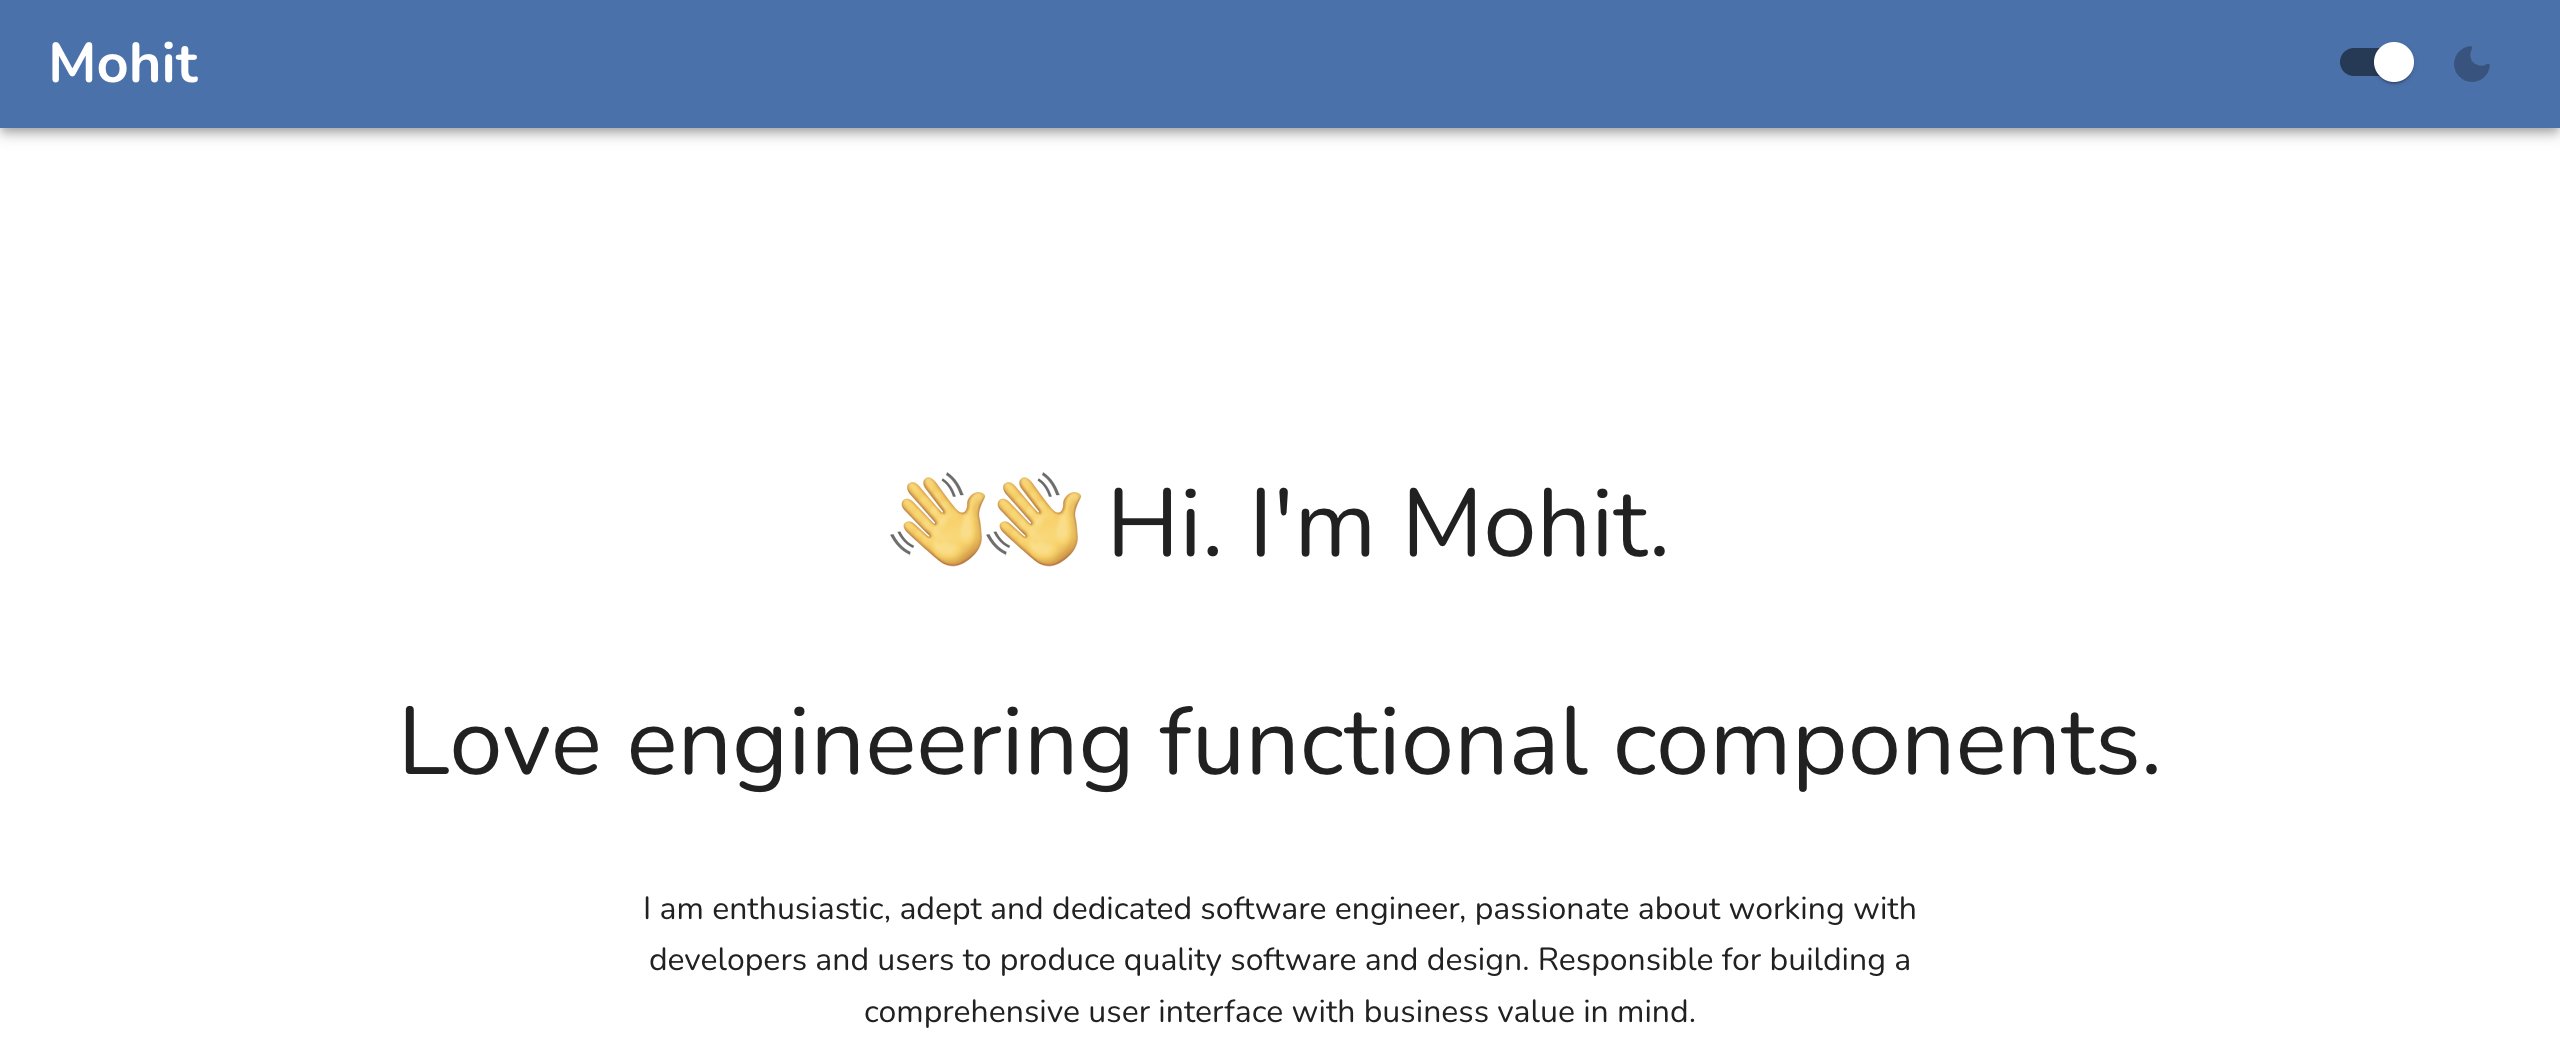 Mohit
👋👋 Hi. I'm Mohit.
Love engineering functional components.
I am enthusiastic, adept and dedicated software engineer, passionate about working with
developers and users to produce quality software and design. Responsible for building a
comprehensive user interface with business value in mind.